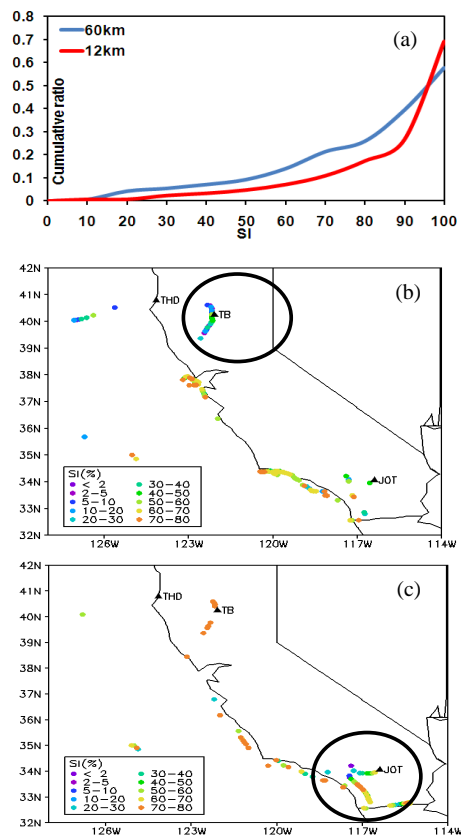 0.8
60km
12km
(a)
0.7
0.6
0.5
0.4
0.3
0.2
0.1
0
Cumulative ratio
0 10 20 30 40 50 60 70 80 90 100
SI
42N
41N
40N
39N
38N
37N
36N
35N
34N
33N
32N
THD
TB
(b)
JOT
SI(%)
< 2
2-5
5-10
10-20
20-30
30-40
40-50
50-60
60-70
70-80
126W 123W 120W 117W 114W
42N
41N
40N
39N
38N
37N
36N
35N
34N
33N
32N
THD
TB
(c)
JOT
SI(%)
< 2
2-5
5-10
10-20
20-30
30-40
40-50
50-60
60-70
70-80
126W 123W 120W 117W 114W